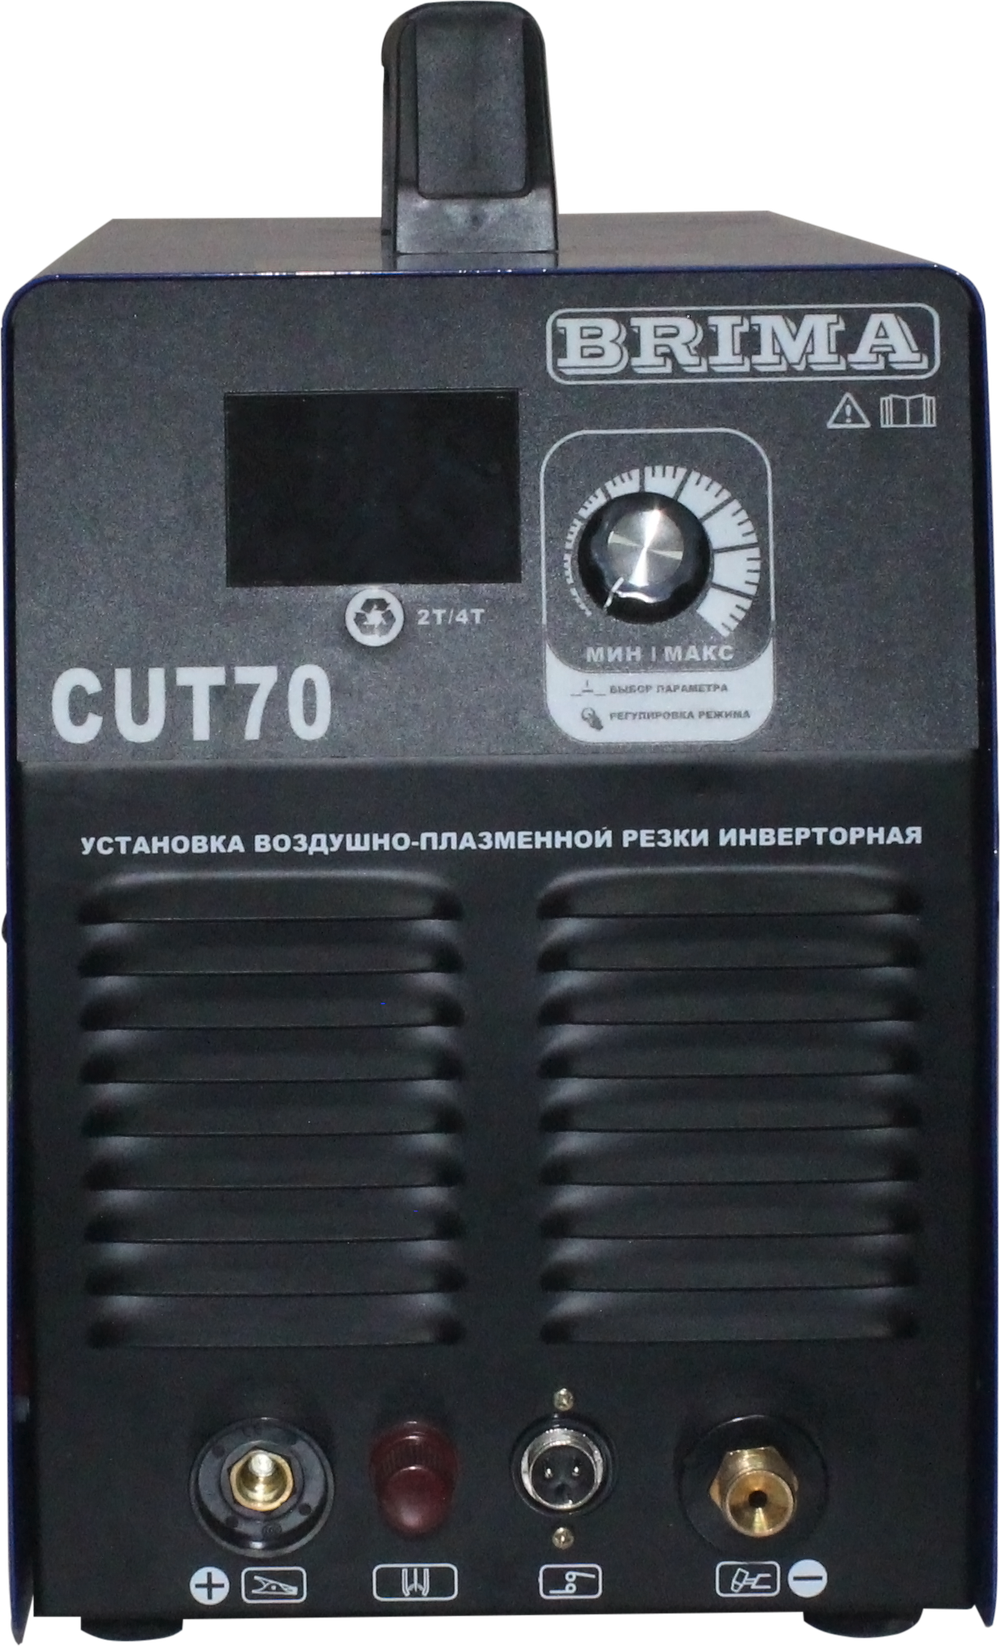 BRIMA
2T/4T
МИН | МАКС
ВЫБОР ПАРАМЕТРА
РЕГУЛИРОВКА РЕЖИМА
CUT70
УСТАНОВКА ВОЗДУШНО-ПЛАЗМЕННОЙ РЕЗКИ ИНВЕРТОРНАЯ